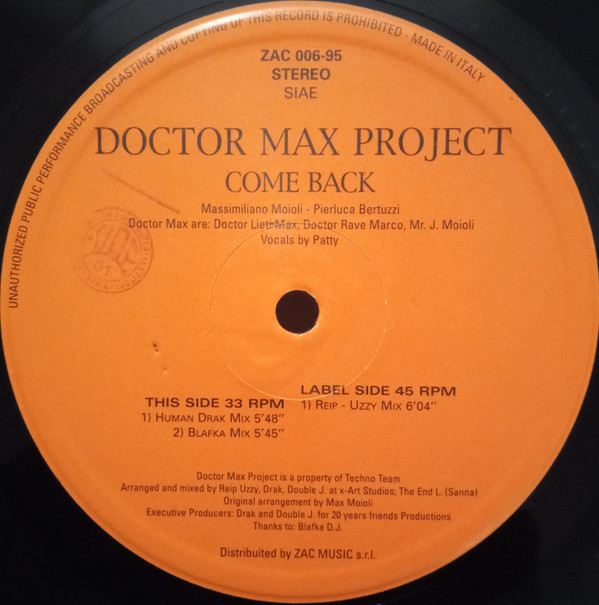 UNAUTHORIZED PUBLIC PERFORMANCE BROADCASTING AND COPYING OF THIS RECORD IS PROHIBITED · MADE IN ITALY
ZAC 006-95
STEREO
SIAE
DOCTOR MAX PROJECT
COME BACK
Massimiliano Moioli - Pierluca Bertuzzi
Doctor Max are: Doctor Lieti Max, Doctor Rave Marco, Mr. J. Moioli
Vocals by Patty
THIS SIDE 33 RPM
1) HUMAN DRAK MIX 5'48"
2) BLAFKA MIX 5'45"
LABEL SIDE 45 RPM
1) REIP - UZZY MIX 6'04"
Doctor Max Project is a property of Techno Team
Arranged and mixed by Reip Uzzy, Drak, Double J. at x-Art Studios; The End L. (Sanna)
Original arrangement by Max Moioli
Executive Producers: Drak and Double J. for 20 years friends Productions
Thanks to: Blafka D.J.
Distribuited by ZAC MUSIC s.r.l.